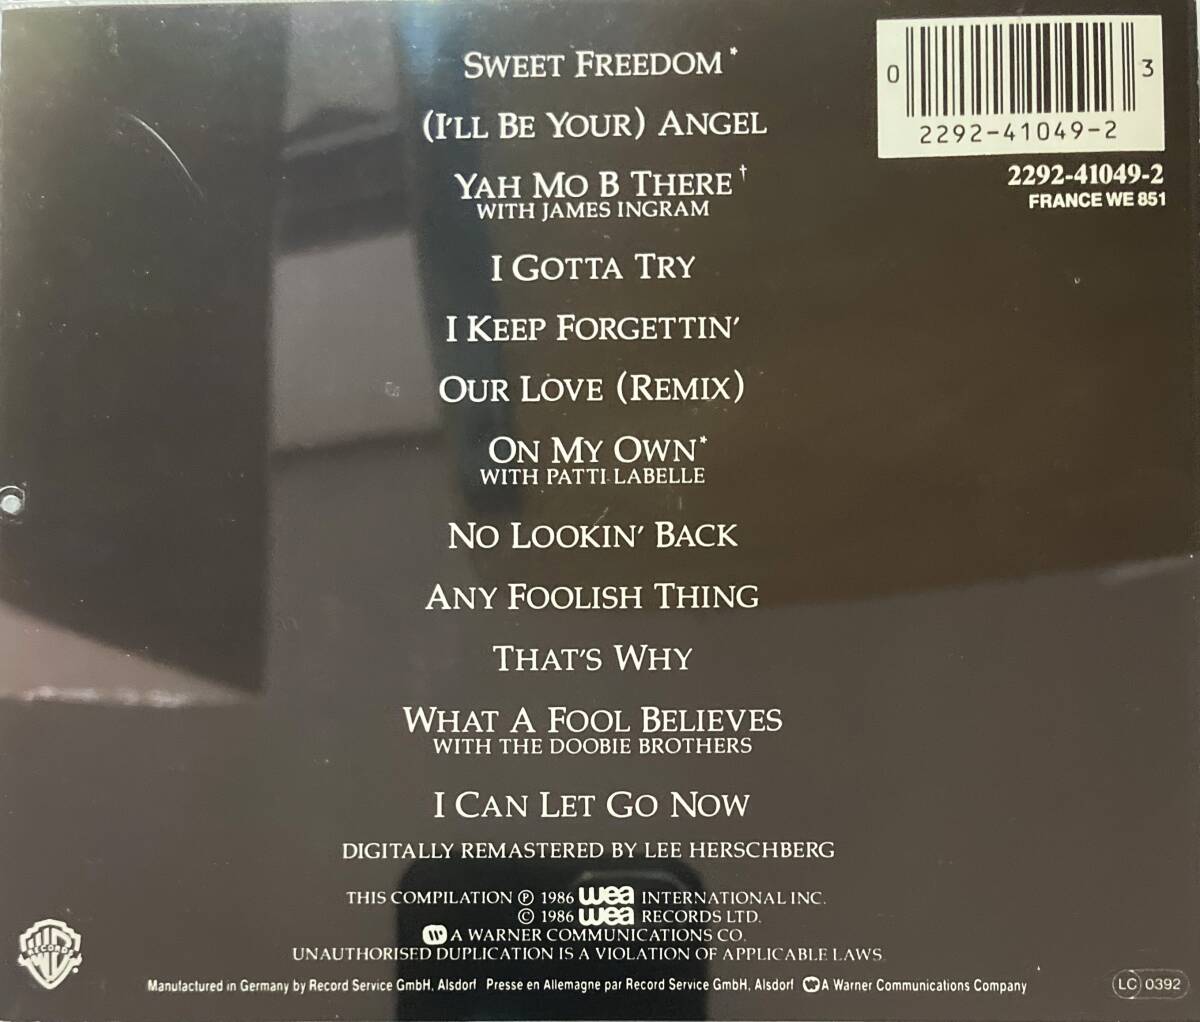 SWEET FREEDOM*
(I'LL BE YOUR) ANGEL
YAH MO B THERE†
WITH JAMES INGRAM
I GOTTA TRY
I KEEP FORGETTIN'
OUR LOVE (REMIX)
ON MY OWN*
WITH PATTI LABELLE
NO LOOKIN' BACK
ANY FOOLISH THING
THAT'S WHY
WHAT A FOOL BELIEVES
WITH THE DOOBIE BROTHERS
I CAN LET GO NOW
DIGITALLY REMASTERED BY LEE HERSCHBERG
THIS COMPILATION ℗ 1986 wea INTERNATIONAL INC.
© 1986 wea RECORDS LTD.
A WARNER COMMUNICATIONS CO.
UNAUTHORISED DUPLICATION IS A VIOLATION OF APPLICABLE LAWS
Manufactured in Germany by Record Service GmbH, Alsdorf Presse en Allemagne par Record Service GmbH, Alsdorf A Warner Communications Company
0 3
2292-41049-2
2292-41049-2
FRANCE WE 851
RECORDS
LC 0392